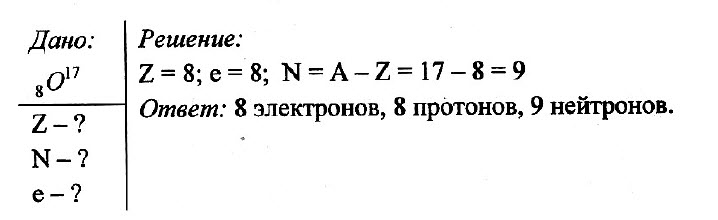 Дано:
₈O¹⁷
Z – ?
N – ?
e – ?
Решение:
Z = 8; e = 8; N = A – Z = 17 – 8 = 9
Ответ: 8 электронов, 8 протонов, 9 нейтронов.